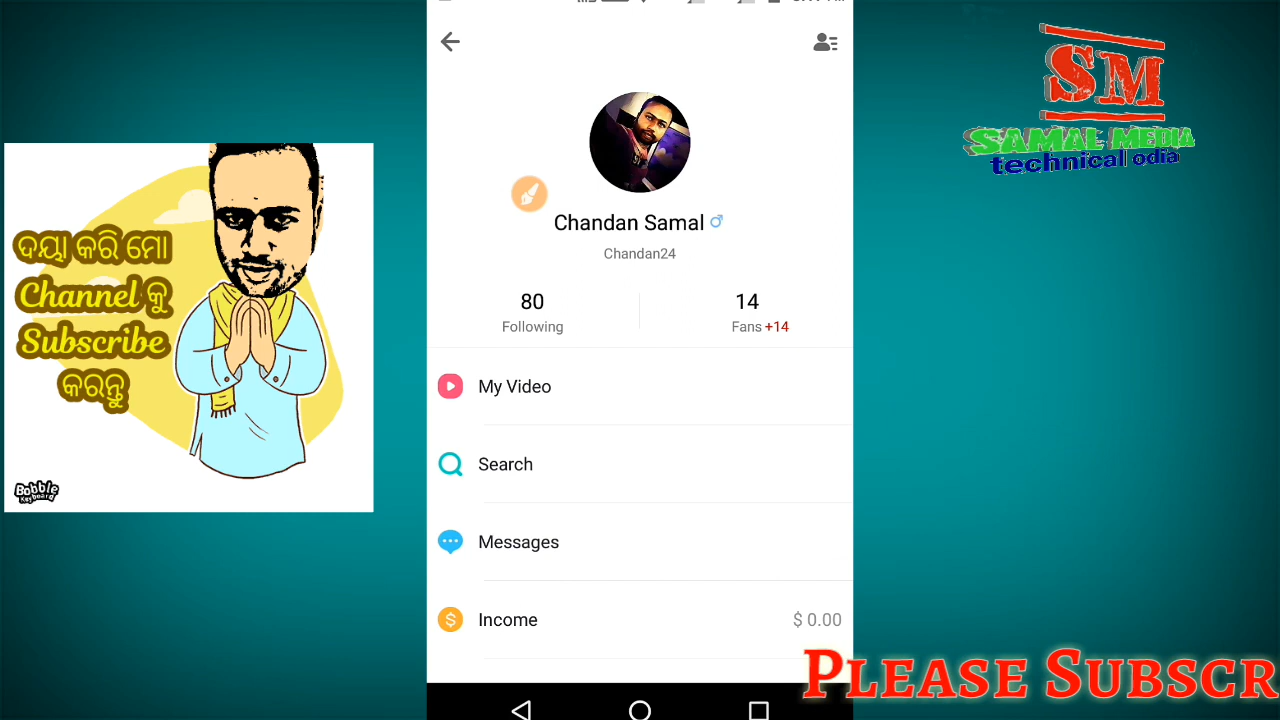 SM
SAMAL MEDIA
technical odia
ଦୟା କରି ମୋ
Channel କୁ
Subscribe
କରନ୍ତୁ
Bobble
Keyboard
Chandan Samal
Chandan24
80
Following
14
Fans +14
My Video
Search
Messages
Income
$ 0.00
PLEASE SUBSCR